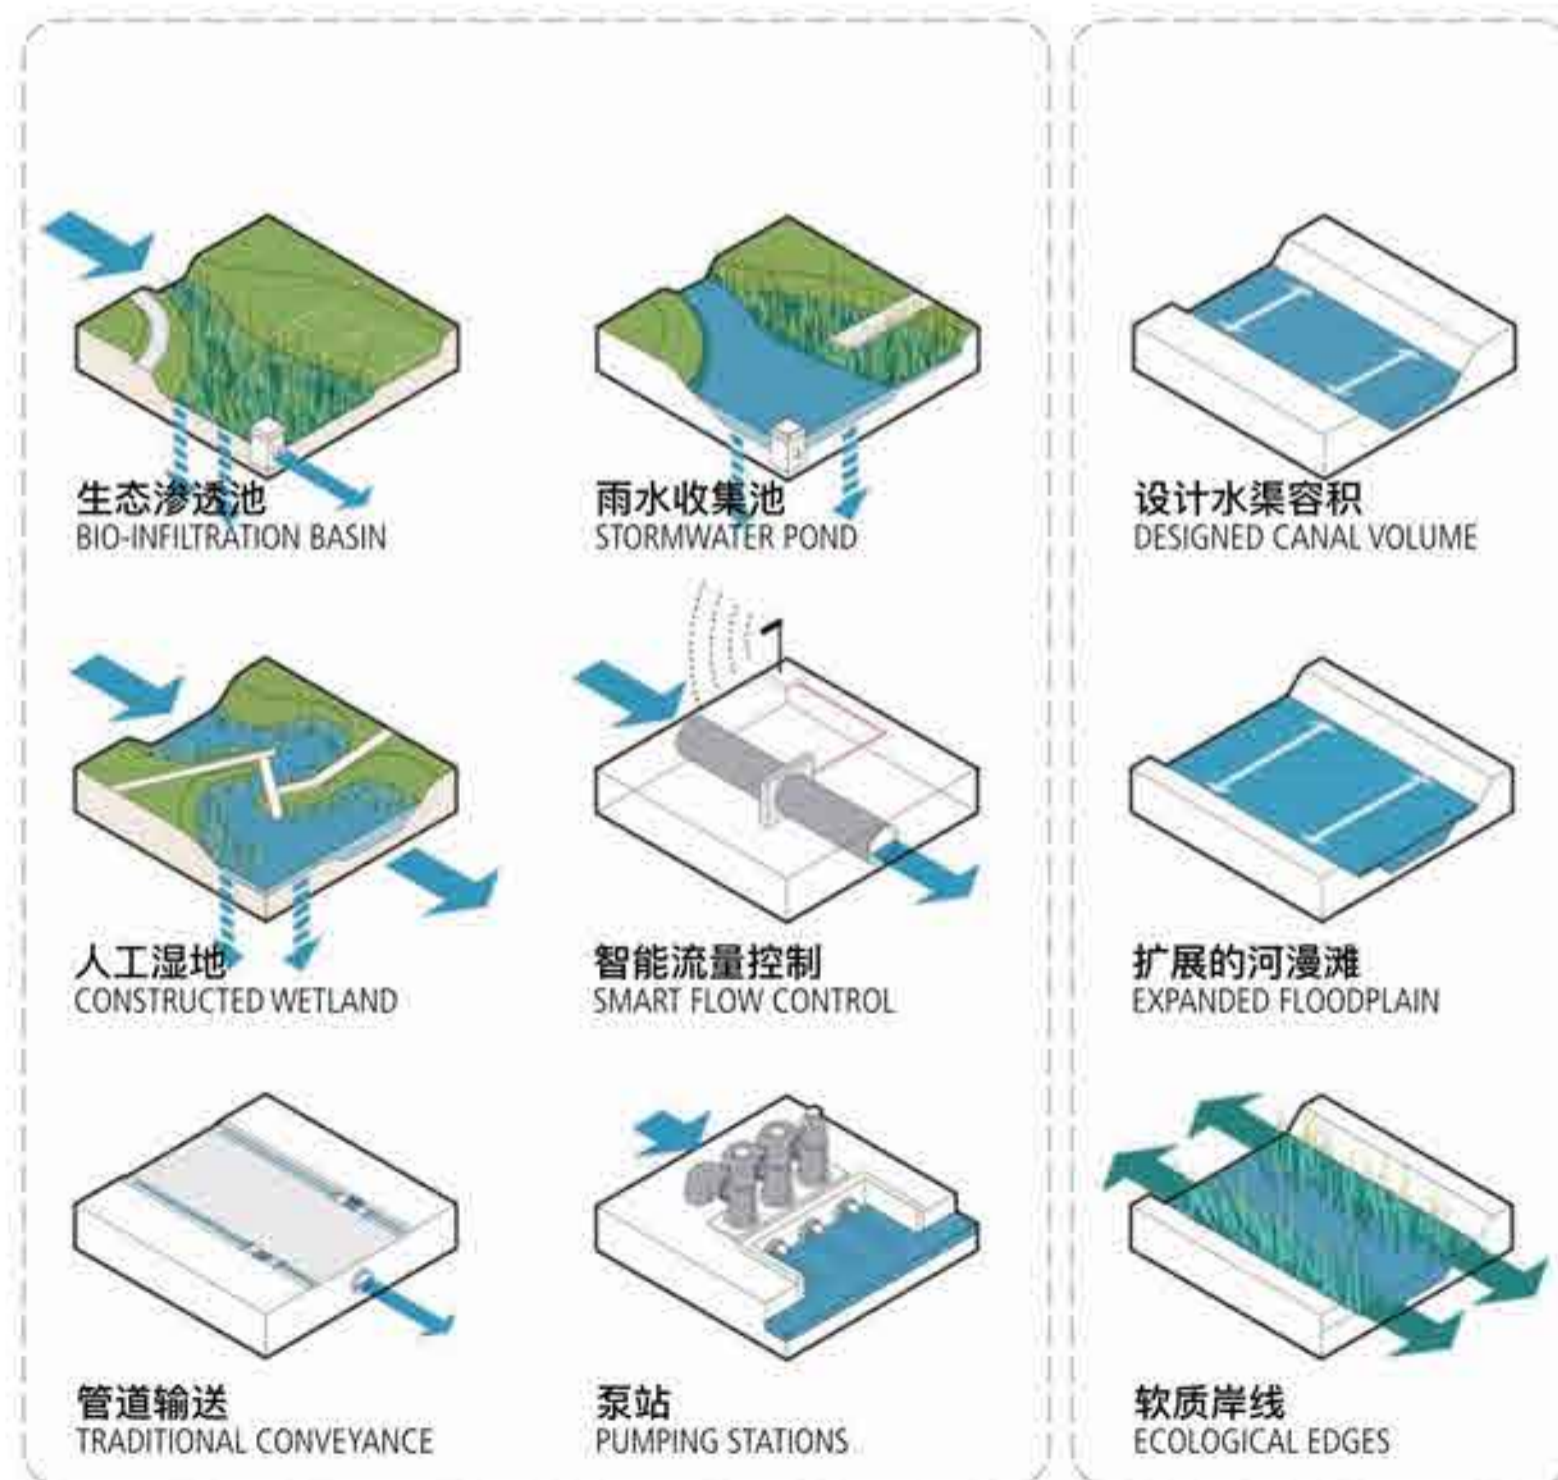 生态渗透池
BIO-INFILTRATION BASIN
雨水收集池
STORMWATER POND
设计水渠容积
DESIGNED CANAL VOLUME
人工湿地
CONSTRUCTED WETLAND
智能流量控制
SMART FLOW CONTROL
扩展的河漫滩
EXPANDED FLOODPLAIN
管道输送
TRADITIONAL CONVEYANCE
泵站
PUMPING STATIONS
软质岸线
ECOLOGICAL EDGES